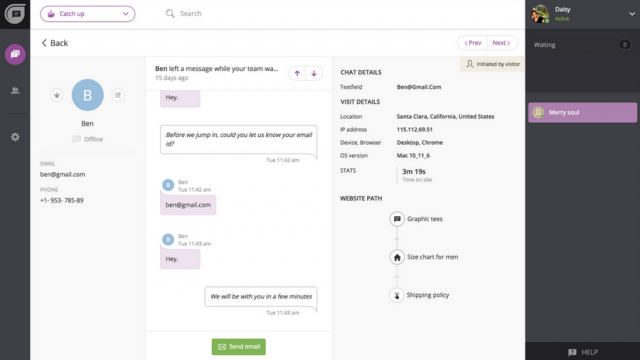 Catch up
Search
Daisy
Active
Back
Prev
Next
Waiting
0
Initiated by visitor
B
Ben
Offline
EMAIL
ben@gmail.com
PHONE
+1- 953- 785-89
Ben left a message while your team wa...
15 days ago
Hey.
Before we jump in, could you let us know your email
id?
Tue 11:42 am
B
Ben
Tue 11:42 am
ben@gmail.com
B
Ben
Tue 11:43 am
Hey.
We will be with you in a few minutes
Tue 11:43 am
Send email
CHAT DETAILS
Textfield Ben@Gmail.Com
VISIT DETAILS
Location Santa Clara, California, United States
IP address 115.112.69.51
Device, Browser Desktop, Chrome
OS version Mac 10_11_6
STATS 3m 19s
Time on site
WEBSITE PATH
Graphic tees
Size chart for men
Shipping policy
Merry soul
HELP